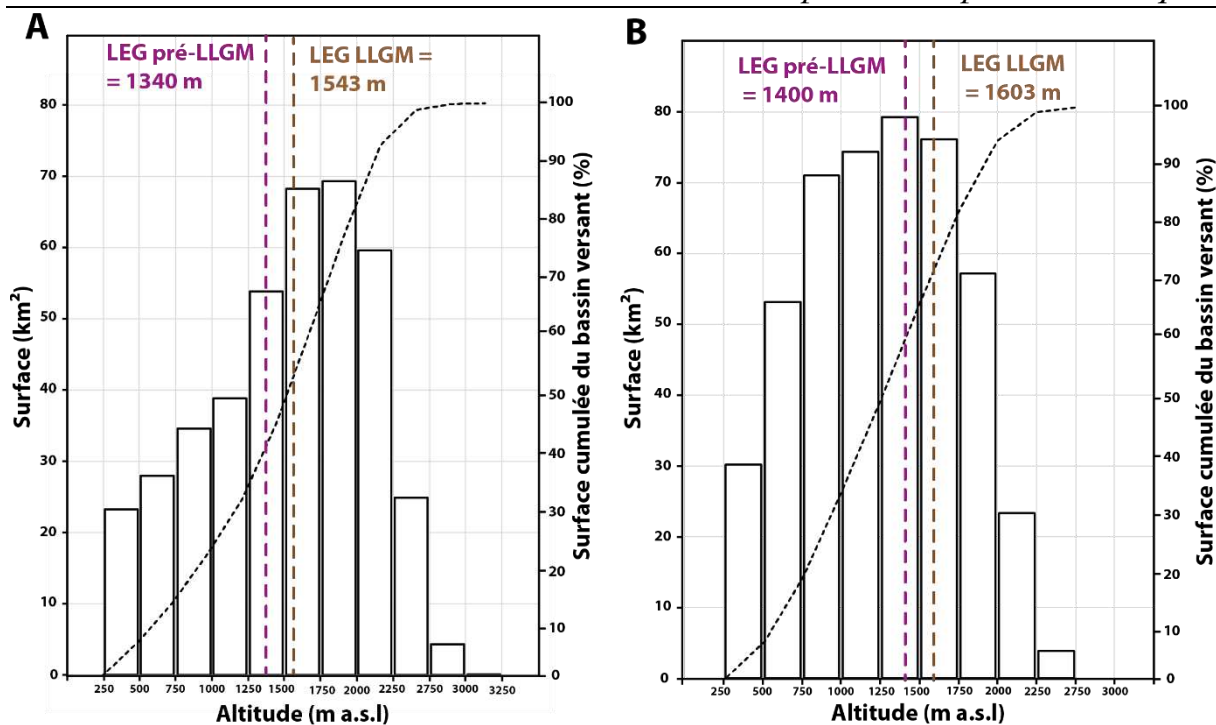 A
LEG pré-LLGM
= 1340 m
LEG LLGM =
1543 m
Surface (km²)
80
70
60
50
40
30
20
10
0
100
90
80
70
60
50
40
30
20
10
0
Surface cumulée du bassin versant (%)
250 500 750 1000 1250 1500 1750 2000 2250 2750 3000 3250
Altitude (m a.s.l)
B
LEG pré-LLGM
= 1400 m
LEG LLGM
= 1603 m
Surface (km²)
80
70
60
50
40
30
20
10
0
100
90
80
70
60
50
40
30
20
10
0
Surface cumulée du bassin versant (%)
250 500 750 1000 1250 1500 1750 2000 2250 2750 3000
Altitude (m a.s.l)